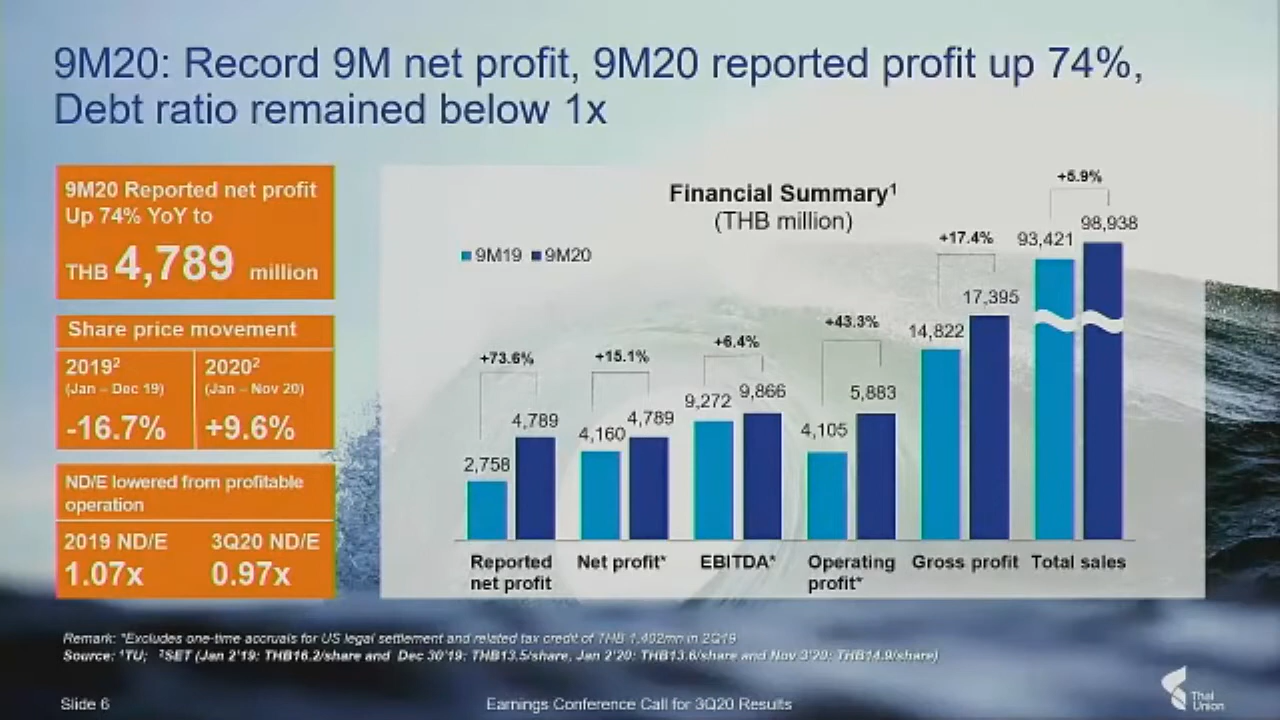 9M20: Record 9M net profit, 9M20 reported profit up 74%,
Debt ratio remained below 1x
9M20 Reported net profit
Up 74% YoY to
THB 4,789 million
Share price movement
2019²
(Jan – Dec 19)
-16.7%
2020²
(Jan – Nov 20)
+9.6%
ND/E lowered from profitable
operation
2019 ND/E
1.07x
3Q20 ND/E
0.97x
Financial Summary¹
(THB million)
9M19 9M20
+73.6%
2,758
4,789
Reported
net profit
+15.1%
4,160
4,789
Net profit*
+6.4%
9,272
9,866
EBITDA*
+43.3%
4,105
5,883
Operating
profit*
+17.4%
14,822
17,395
Gross profit
+5.9%
93,421
98,938
Total sales
Remark: *Excludes one-time accruals for US legal settlement and related tax credit of THB 1,402mn in 2Q19
Source: ¹TU; ²SET (Jan 2'19: THB16.2/share and Dec 30'19: THB13.5/share, Jan 2'20: THB13.6/share and Nov 3'20: THB14.9/share)
Slide 6
Earnings Conference Call for 3Q20 Results
Thai
Union